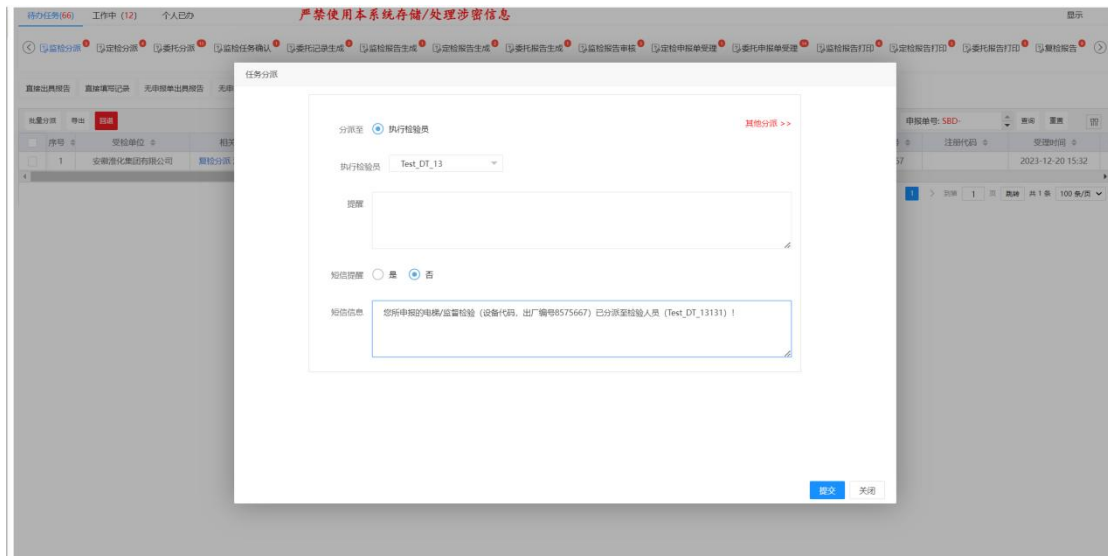 待办任务(66) 工作中 (12) 个人已办 严禁使用本系统存储/处理涉密信息 显示
监检分派 定检分派 委托分派 监检任务确认 委托记录生成 监检报告生成 定检报告生成 委托报告生成 监检报告审核 定检申报单受理 委托申报单受理 监检报告打印 定检报告打印 委托报告打印 复检报告
任务分派
直接出具报告 直接填写记录 无申报单出具报告 无申
批量分派 导出 回退 申报单号: SBD- 查询 重置
序号 受检单位 相关 注册代码 受理时间
1 安徽淮化集团有限公司 复检分派 57 2023-12-20 15:32
1 到第 1 页 跳转 共 1 条 100 条/页
分派至 执行检验员 其他分派 >>
执行检验员 Test_DT_13
提醒
短信提醒 是 否
短信信息 您所申报的电梯/监督检验（设备代码、出厂编号8575667）已分派至检验人员（Test_DT_13131）！
提交 关闭